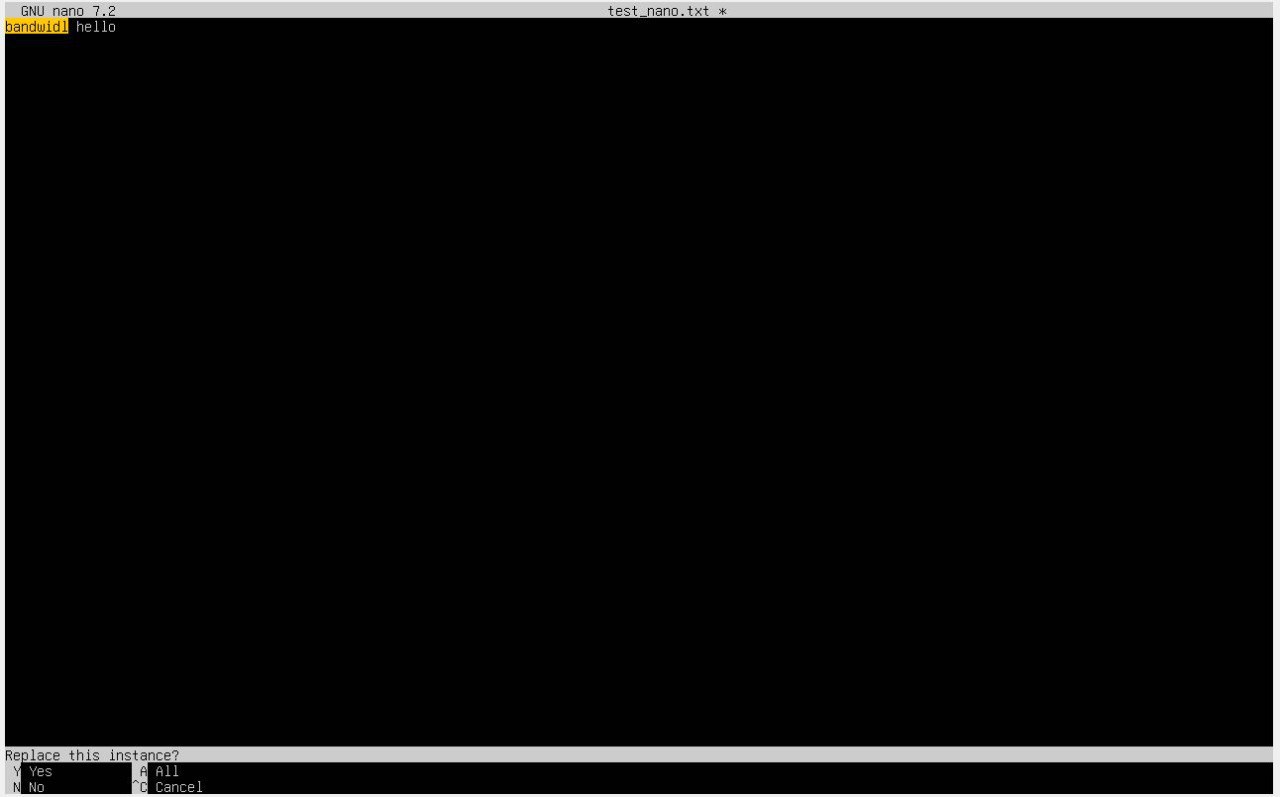 GNU nano 7.2 test_nano.txt *
bandwidl hello
Replace this instance?
Y Yes A All
N No ^C Cancel